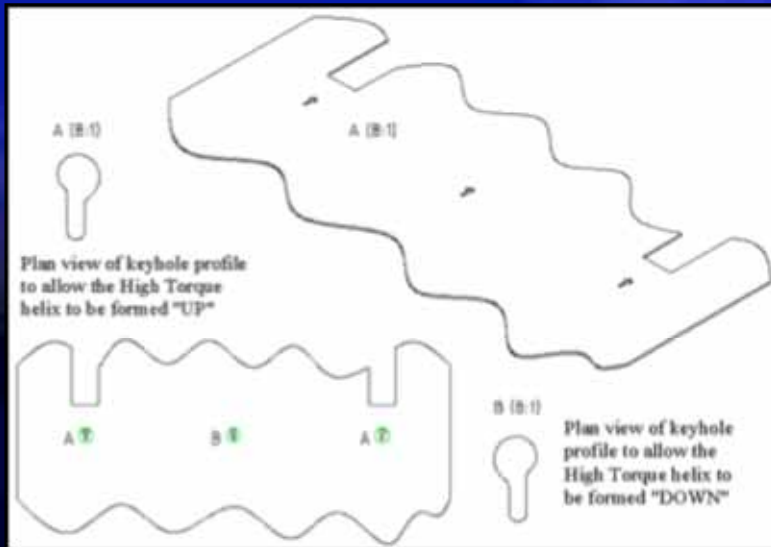 A (8:1)
A (8:1)
Plan view of keyhole profile
to allow the High Torque
helix to be formed "UP"
A
B
A
B (8:1)
Plan view of keyhole
profile to allow the
High Torque helix to
be formed "DOWN"